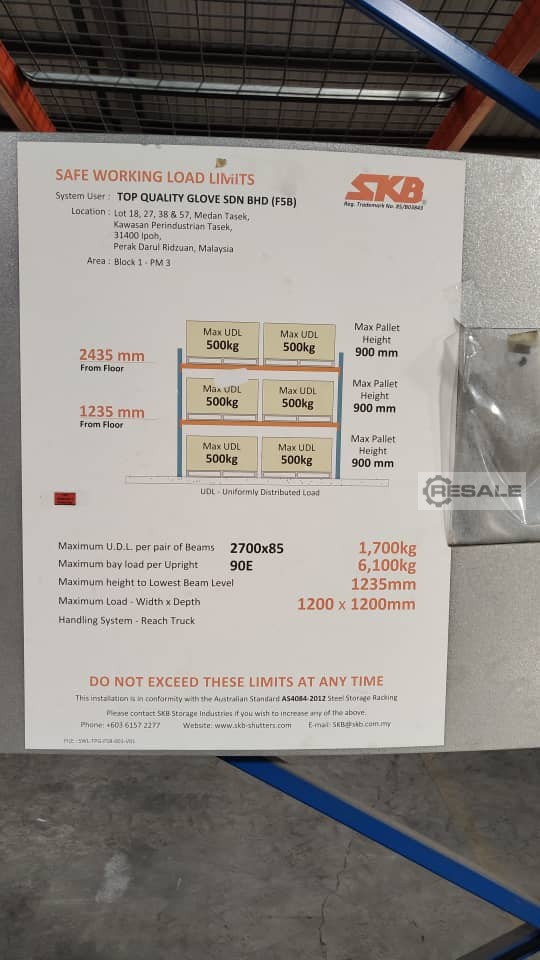 SAFE WORKING LOAD LIMITS
SKB
Reg. Trademark No. 85/B03843
System User : TOP QUALITY GLOVE SDN BHD (F5B)
Location : Lot 18, 27, 38 & 57, Medan Tasek,
Kawasan Perindustrian Tasek,
31400 Ipoh,
Perak Darul Ridzuan, Malaysia
Area : Block 1 - PM 3
2435 mm
From Floor
Max UDL
500kg
Max UDL
500kg
Max Pallet
Height
900 mm
1235 mm
From Floor
Max UDL
500kg
Max UDL
500kg
Max Pallet
Height
900 mm
Max UDL
500kg
Max UDL
500kg
Max Pallet
Height
900 mm
UDL - Uniformly Distributed Load
RESALE
Maximum U.D.L. per pair of Beams 2700x85 1,700kg
Maximum bay load per Upright 90E 6,100kg
Maximum height to Lowest Beam Level 1235mm
Maximum Load - Width x Depth 1200 x 1200mm
Handling System - Reach Truck
DO NOT EXCEED THESE LIMITS AT ANY TIME
This installation is in conformity with the Australian Standard AS4084-2012 Steel Storage Racking
Please contact SKB Storage Industries if you wish to increase any of the above.
Phone: +603 6157 2277 Website: www.skb-shutters.com E-mail: SKB@skb.com.my